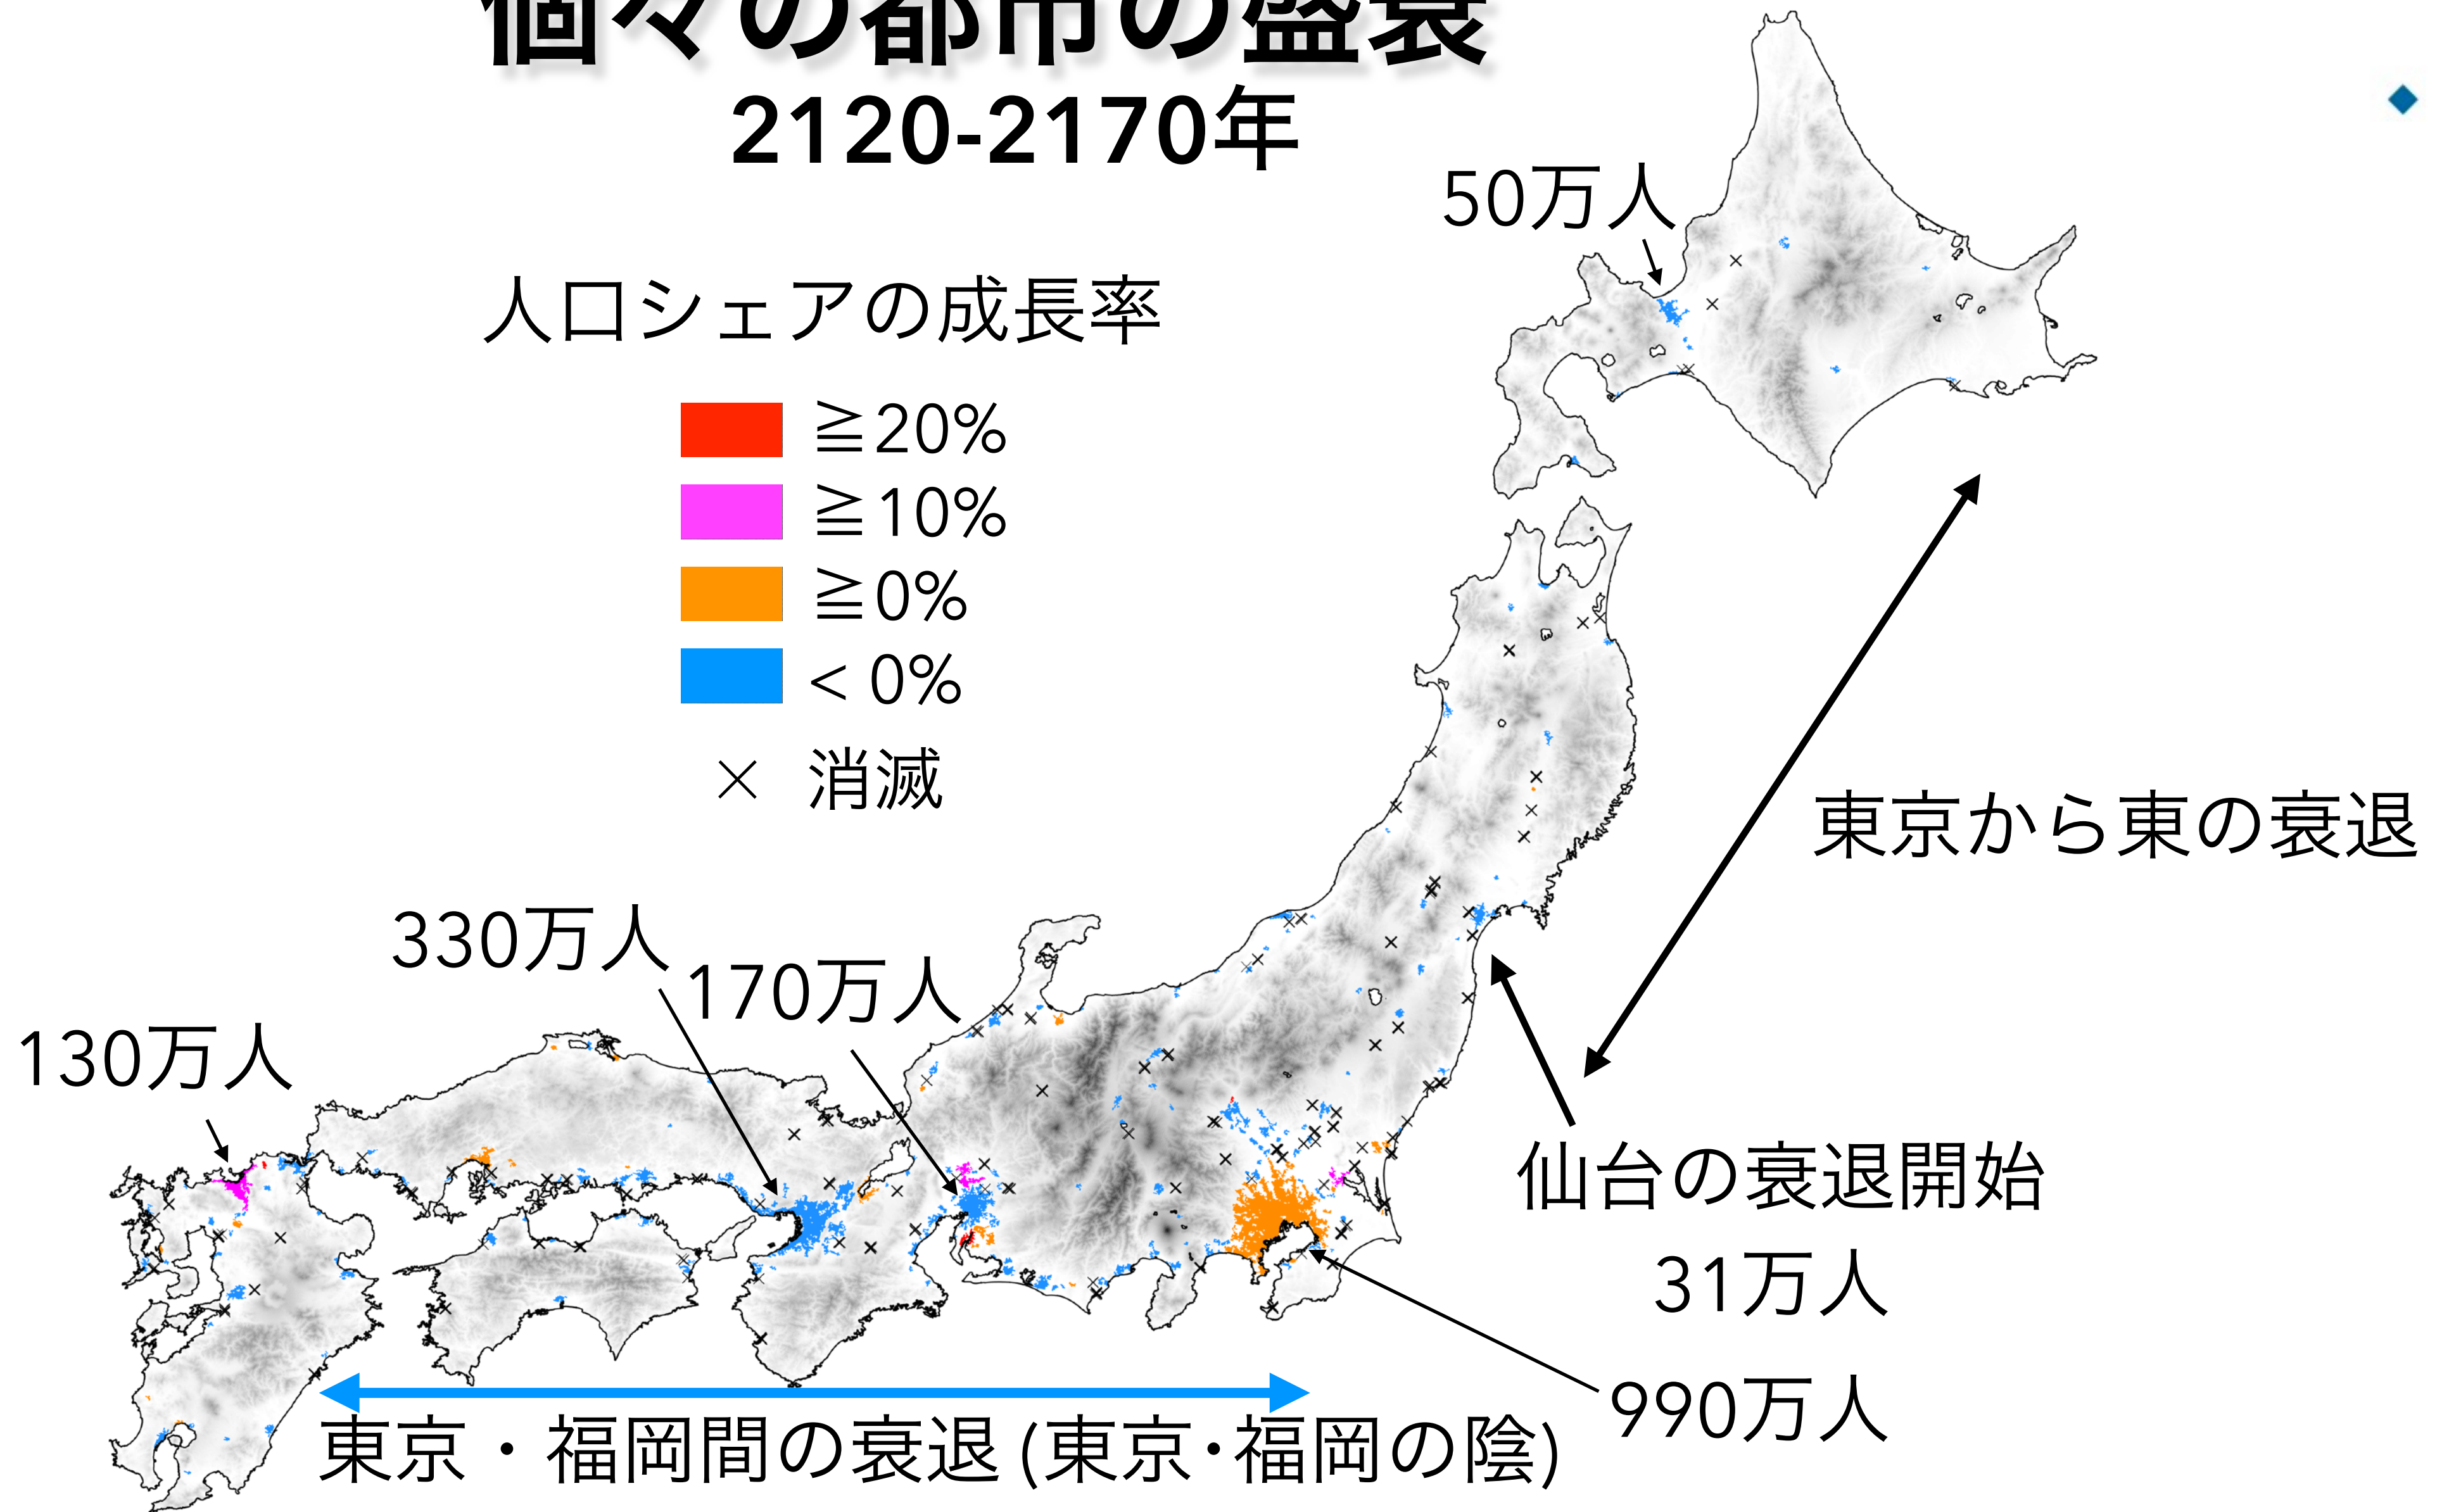 個々の都市の盛衰
2120-2170年
50万人
人口シェアの成長率
≧20%
≧10%
≧0%
< 0%
× 消滅
東京から東の衰退
330万人
170万人
130万人
仙台の衰退開始
31万人
990万人
東京・福岡間の衰退 (東京･福岡の陰)